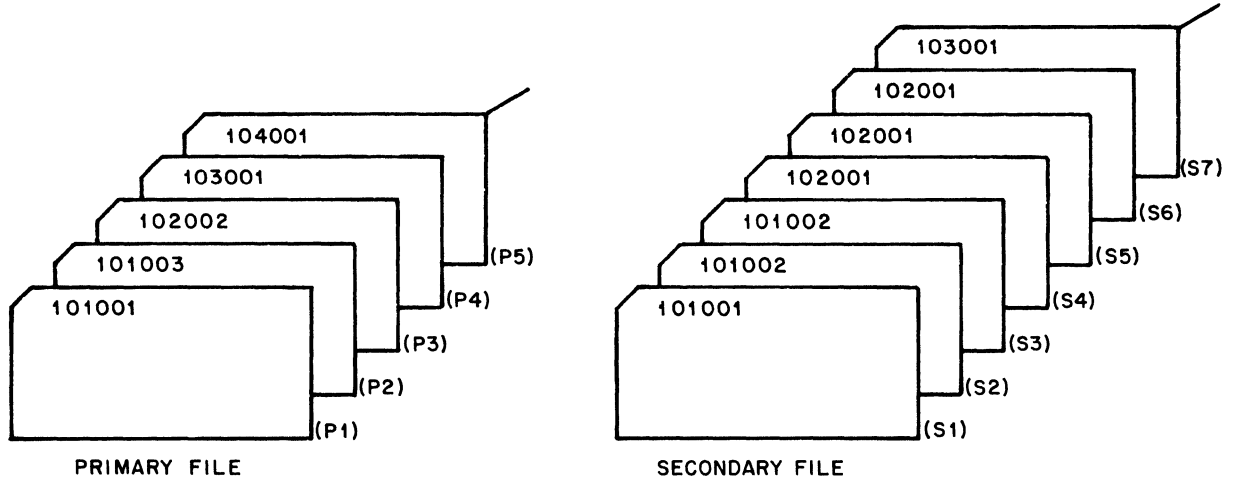 104001
103001
102002
101003
101001
(P5)
(P4)
(P3)
(P2)
(P1)
PRIMARY FILE
103001
102001
102001
102001
101002
101002
101001
(S7)
(S6)
(S5)
(S4)
(S3)
(S2)
(S1)
SECONDARY FILE